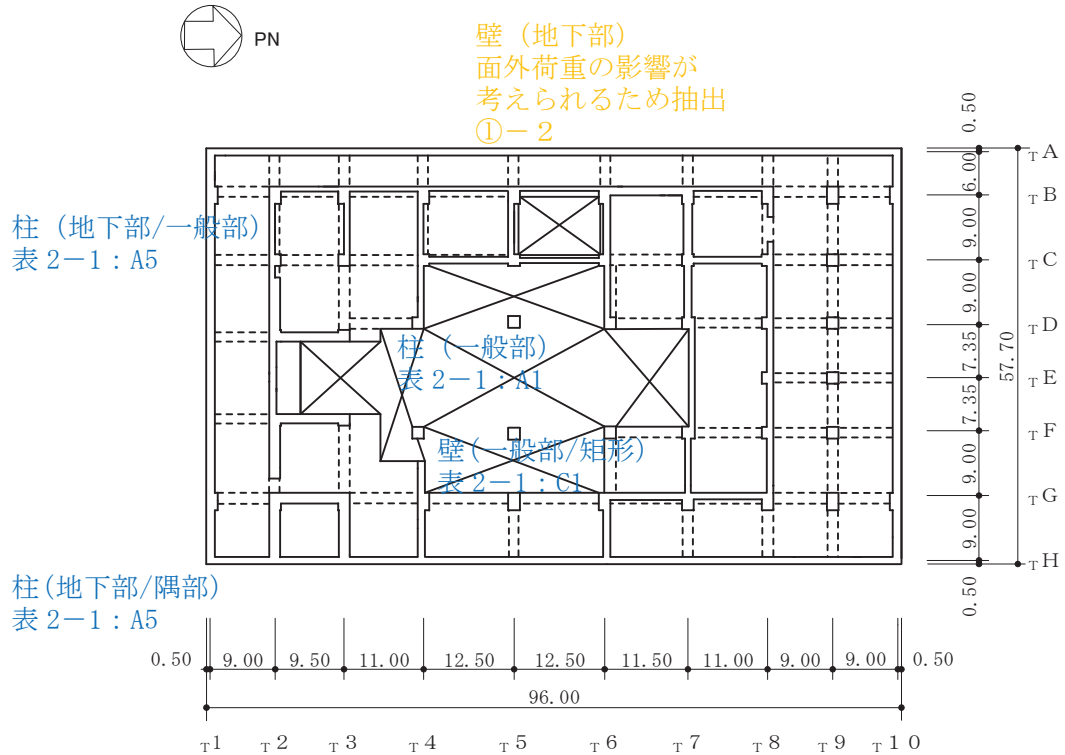 PN
壁（地下部）
面外荷重の影響が
考えられるため抽出
①－2
柱（地下部/一般部）
表2－1：A5
柱（一般部）
表2－1：A1
壁(一般部/矩形)
表2－1：C1
柱(地下部/隅部)
表2－1：A5
0.50
6.00
9.00
9.00
7.35
7.35
9.00
9.00
0.50
57.70
TA
TB
TC
TD
TE
TF
TG
TH
0.50 9.00 9.50 11.00 12.50 12.50 11.50 11.00 9.00 9.00 0.50
96.00
T1 T2 T3 T4 T5 T6 T7 T8 T9 T10